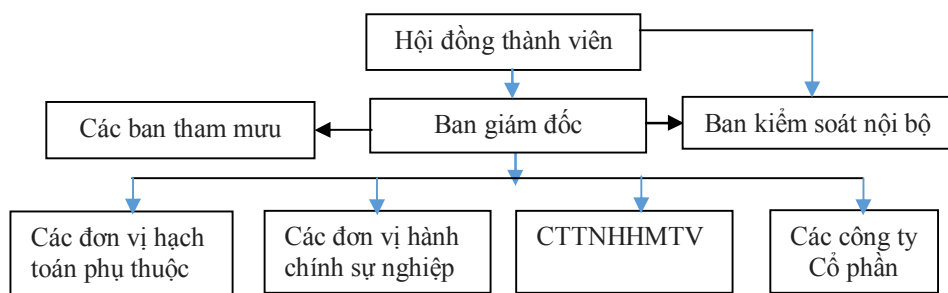 Hội đồng thành viên
Các ban tham mưu
Ban giám đốc
Ban kiểm soát nội bộ
Các đơn vị hạch
toán phụ thuộc
Các đơn vị hành
chính sự nghiệp
CTTNHHMTV
Các công ty
Cổ phần